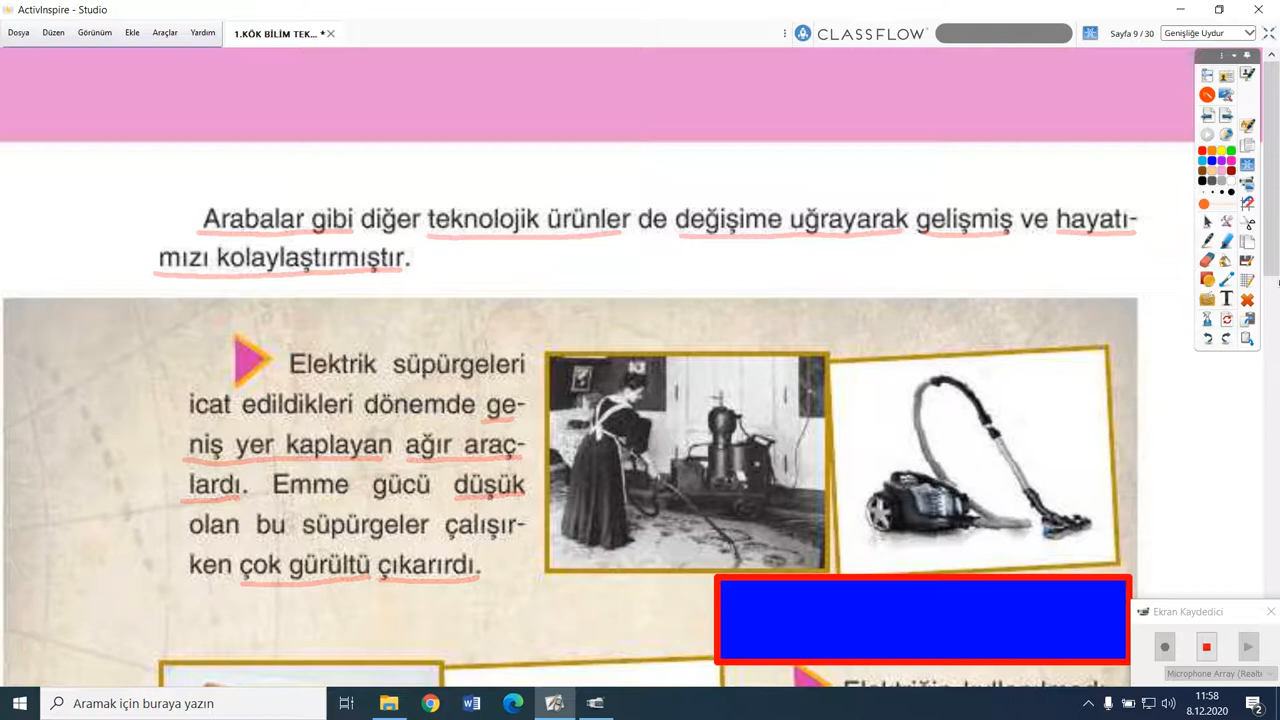 ActivInspire - Studio
Dosya Düzen Görünüm Ekle Araçlar Yardım
1.KÖK BİLİM TEK... *
CLASSFLOW
Sayfa 9 / 30
Genişliğe Uydur
Arabalar gibi diğer teknolojik ürünler de değişime uğrayarak gelişmiş ve hayatı-
mızı kolaylaştırmıştır.
Elektrik süpürgeleri
icat edildikleri dönemde ge-
niş yer kaplayan ağır araç-
lardı. Emme gücü düşük
olan bu süpürgeler çalışır-
ken çok gürültü çıkarırdı.
Ekran Kaydedici
Microphone Array (Realt
Aramak için buraya yazın
11:58
8.12.2020
2